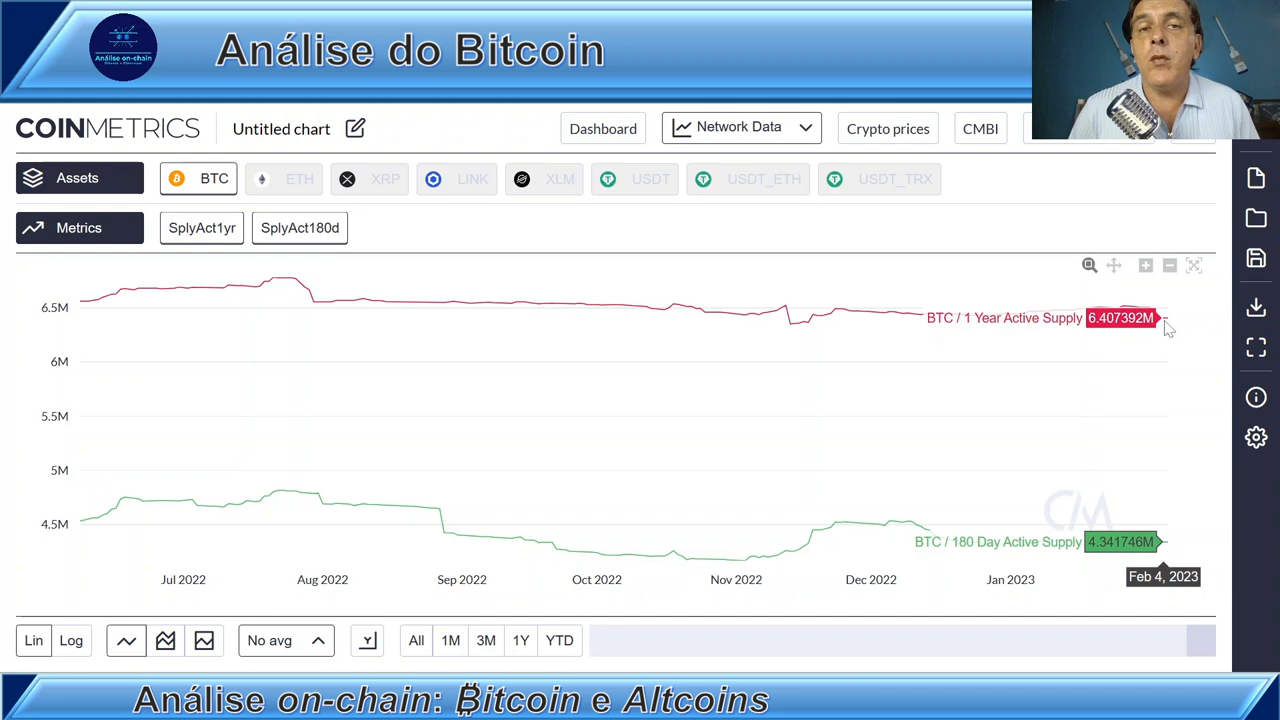 Análise do Bitcoin
Análise on-chain
Bitcoin e Ethereum
COINMETRICS
Untitled chart
Dashboard
Network Data
Crypto prices
CMBI
Assets
BTC
ETH
XRP
LINK
XLM
USDT
USDT_ETH
USDT_TRX
Metrics
SplyAct1yr
SplyAct180d
6.5M
BTC / 1 Year Active Supply 6.407392M
6M
5.5M
5M
CM
4.5M
BTC / 180 Day Active Supply 4.341746M
Jul 2022
Aug 2022
Sep 2022
Oct 2022
Nov 2022
Dec 2022
Jan 2023
Feb 4, 2023
Lin
Log
No avg
All
1M
3M
1Y
YTD
Análise on-chain: ₿itcoin e Altcoins